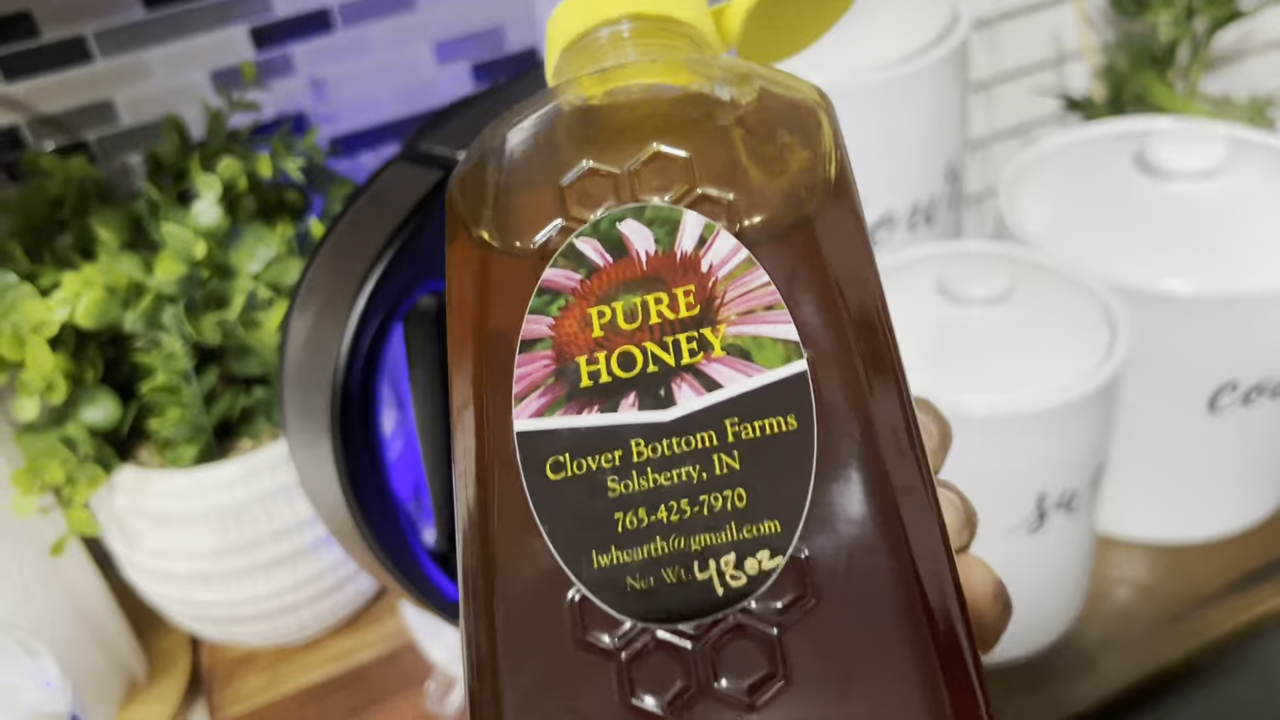 PURE
HONEY
Clover Bottom Farms
Solsberry, IN
765-425-7970
lwhearth@gmail.com
Net Wt. 48oz